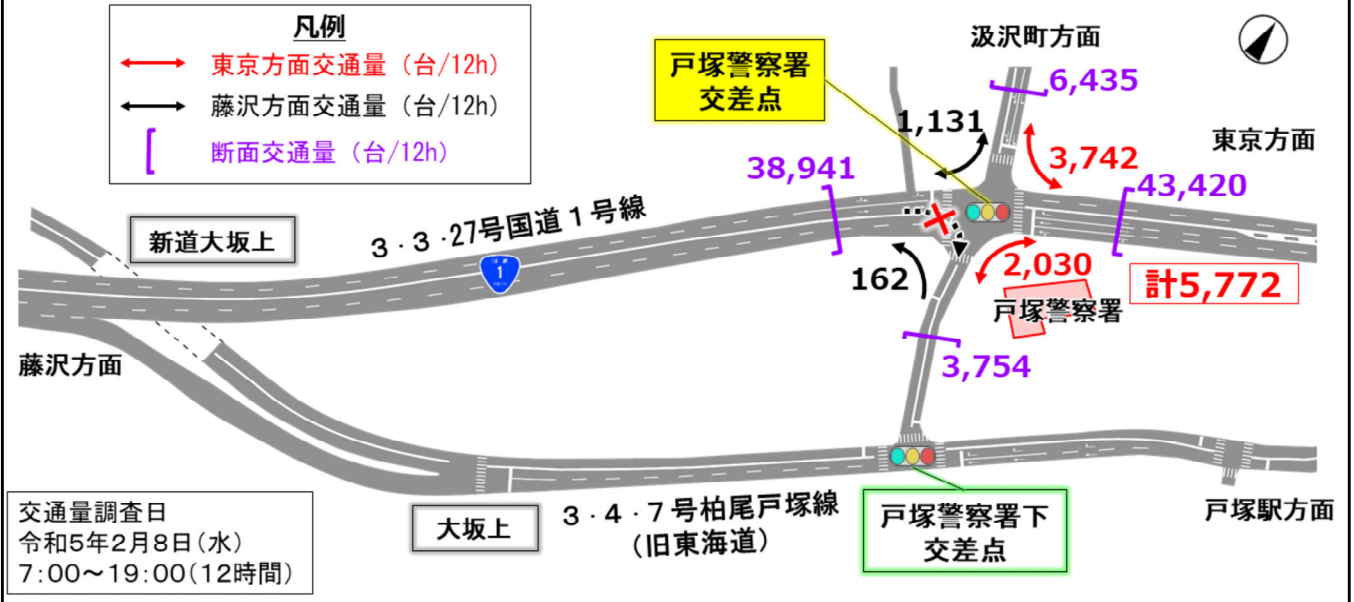 凡例
東京方面交通量（台/12h）
藤沢方面交通量（台/12h）
断面交通量（台/12h）
戸塚警察署
交差点
汲沢町方面
6,435
1,131
3,742
東京方面
38,941
43,420
新道大坂上
3・3・27号国道1号線
1
162
2,030
計5,772
戸塚警察署
藤沢方面
3,754
交通量調査日
令和5年2月8日(水)
7:00～19:00(12時間)
大坂上
3・4・7号柏尾戸塚線
(旧東海道)
戸塚警察署下
交差点
戸塚駅方面